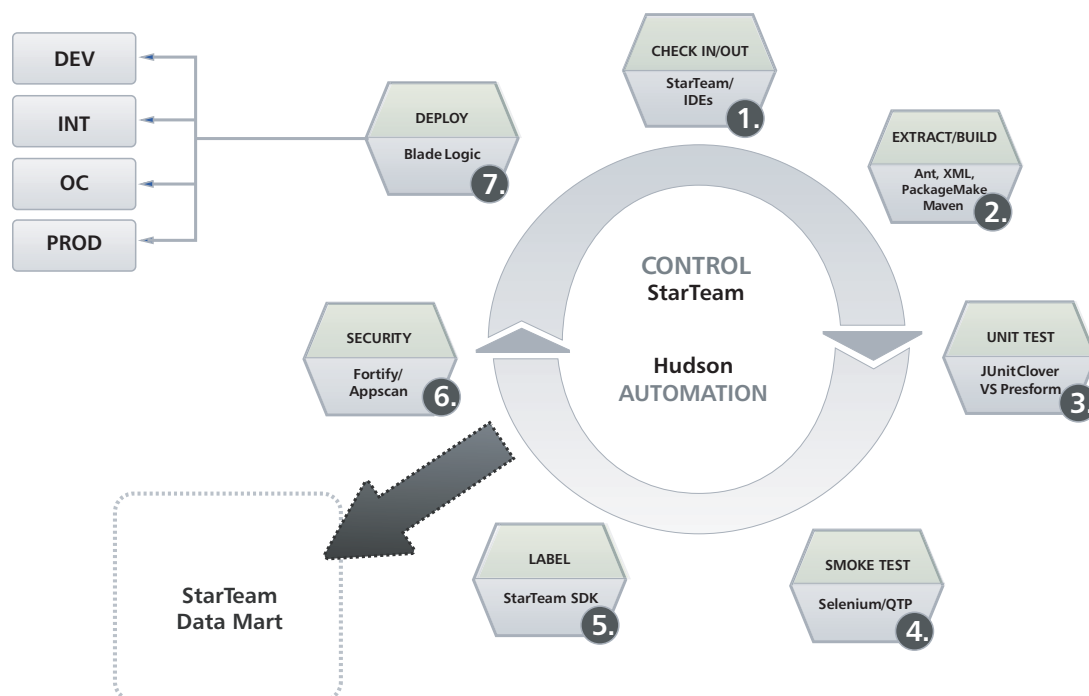 DEV
INT
OC
PROD
DEPLOY
Blade Logic
7.
CHECK IN/OUT
StarTeam/
IDEs
1.
EXTRACT/BUILD
Ant, XML,
PackageMake
Maven
2.
CONTROL
StarTeam
Hudson
AUTOMATION
UNIT TEST
JUnitClover
VS Presform
3.
SECURITY
Fortify/
Appscan
6.
LABEL
StarTeam SDK
5.
SMOKE TEST
Selenium/QTP
4.
StarTeam
Data Mart